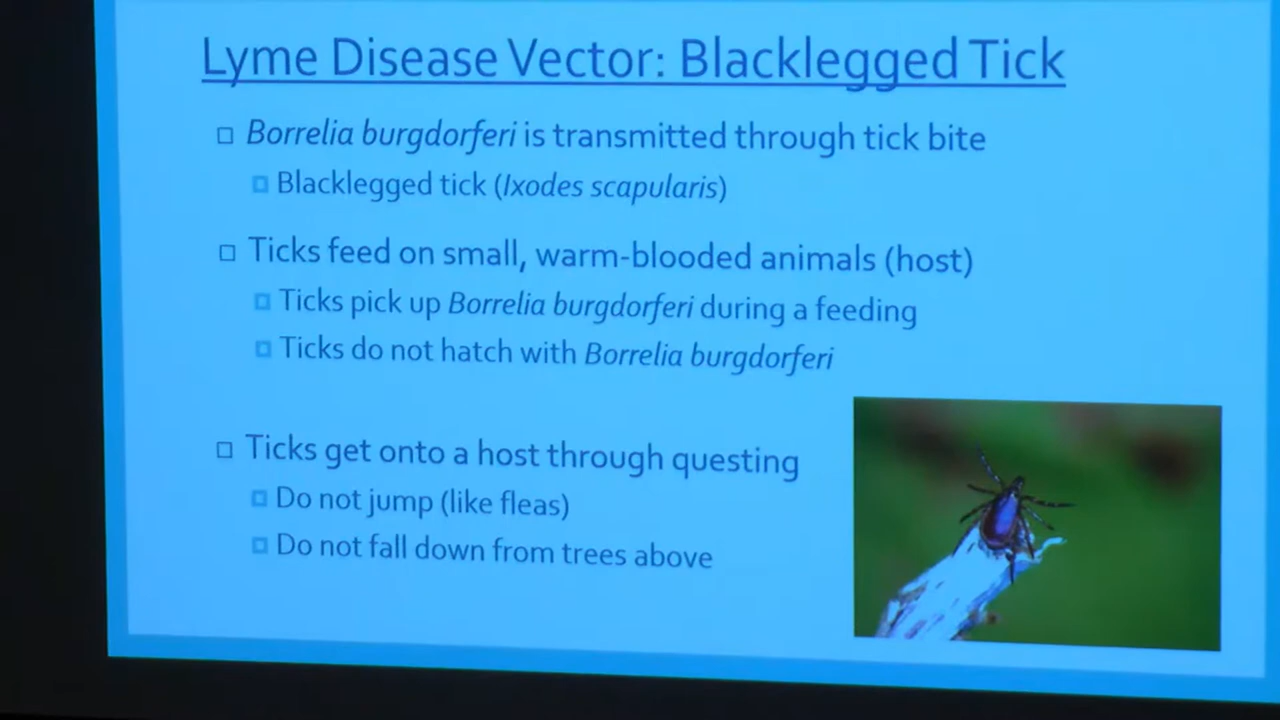 Lyme Disease Vector: Blacklegged Tick
Borrelia burgdorferi is transmitted through tick bite
Blacklegged tick (Ixodes scapularis)
Ticks feed on small, warm-blooded animals (host)
Ticks pick up Borrelia burgdorferi during a feeding
Ticks do not hatch with Borrelia burgdorferi
Ticks get onto a host through questing
Do not jump (like fleas)
Do not fall down from trees above